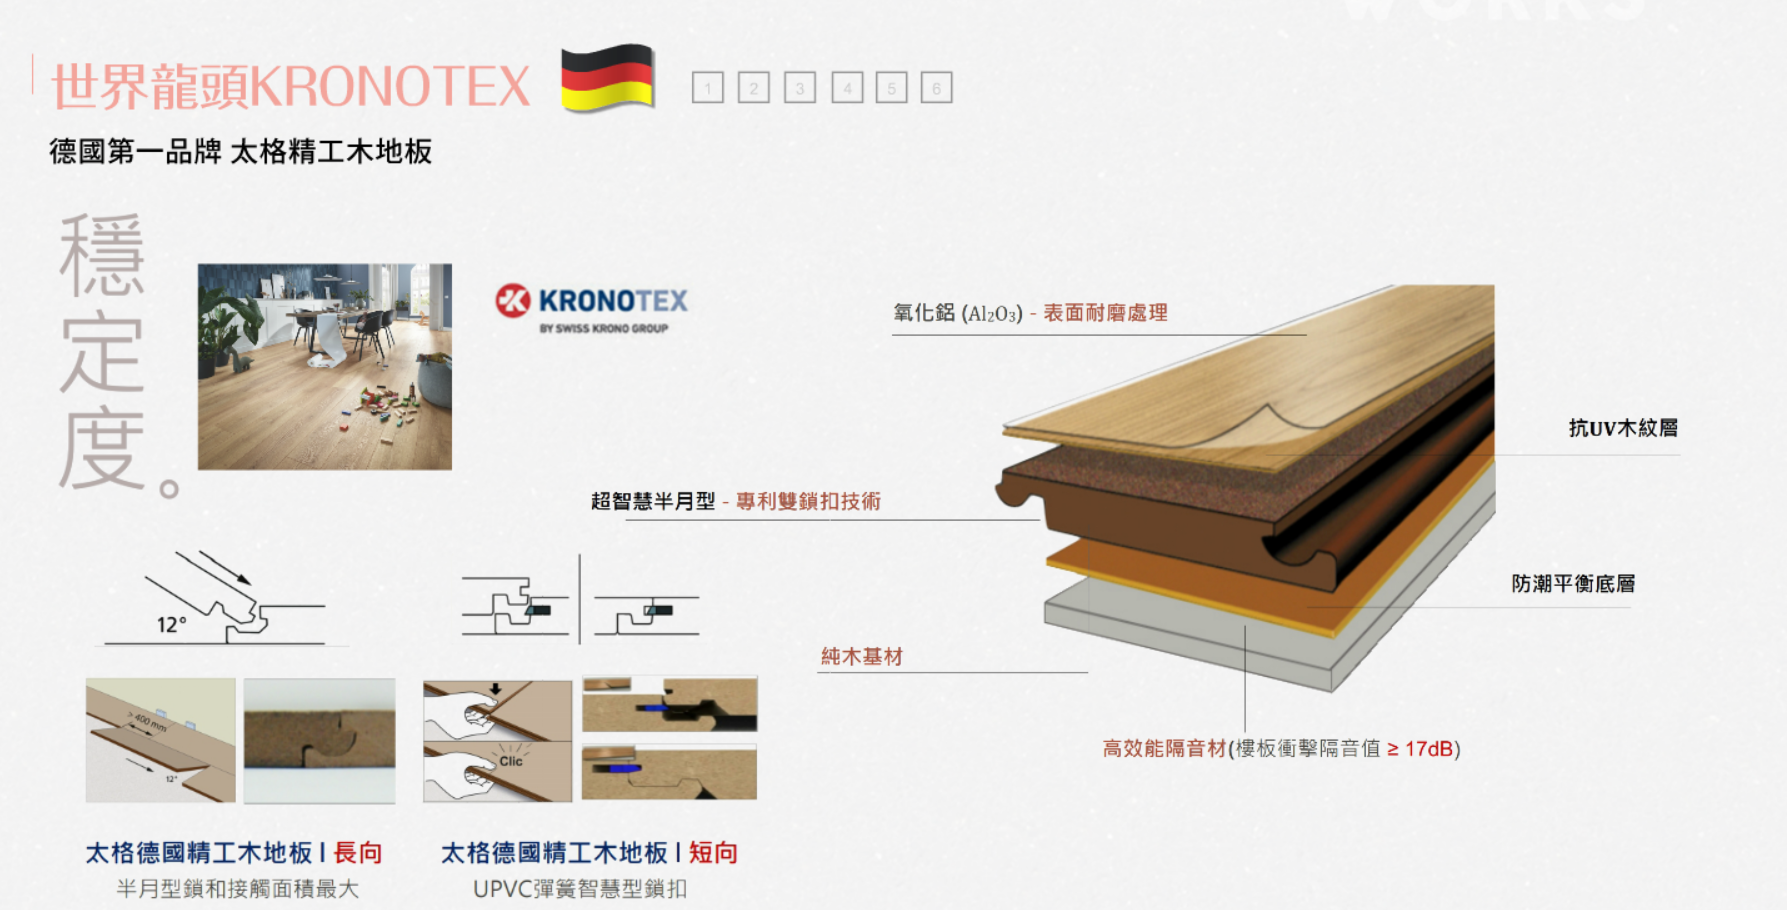 WORKS
世界龍頭KRONOTEX
1 2 3 4 5 6
德國第一品牌 太格精工木地板
穩定度。
KRONOTEX
BY SWISS KRONO GROUP
氧化鋁 (Al₂O₃) - 表面耐磨處理
抗UV木紋層
超智慧半月型 - 專利雙鎖扣技術
防潮平衡底層
純木基材
高效能隔音材(樓板衝擊隔音值 ≥ 17dB)
12°
> 400 mm
12°
Clic
太格德國精工木地板 | 長向
半月型鎖和接觸面積最大
太格德國精工木地板 | 短向
UPVC彈簧智慧型鎖扣